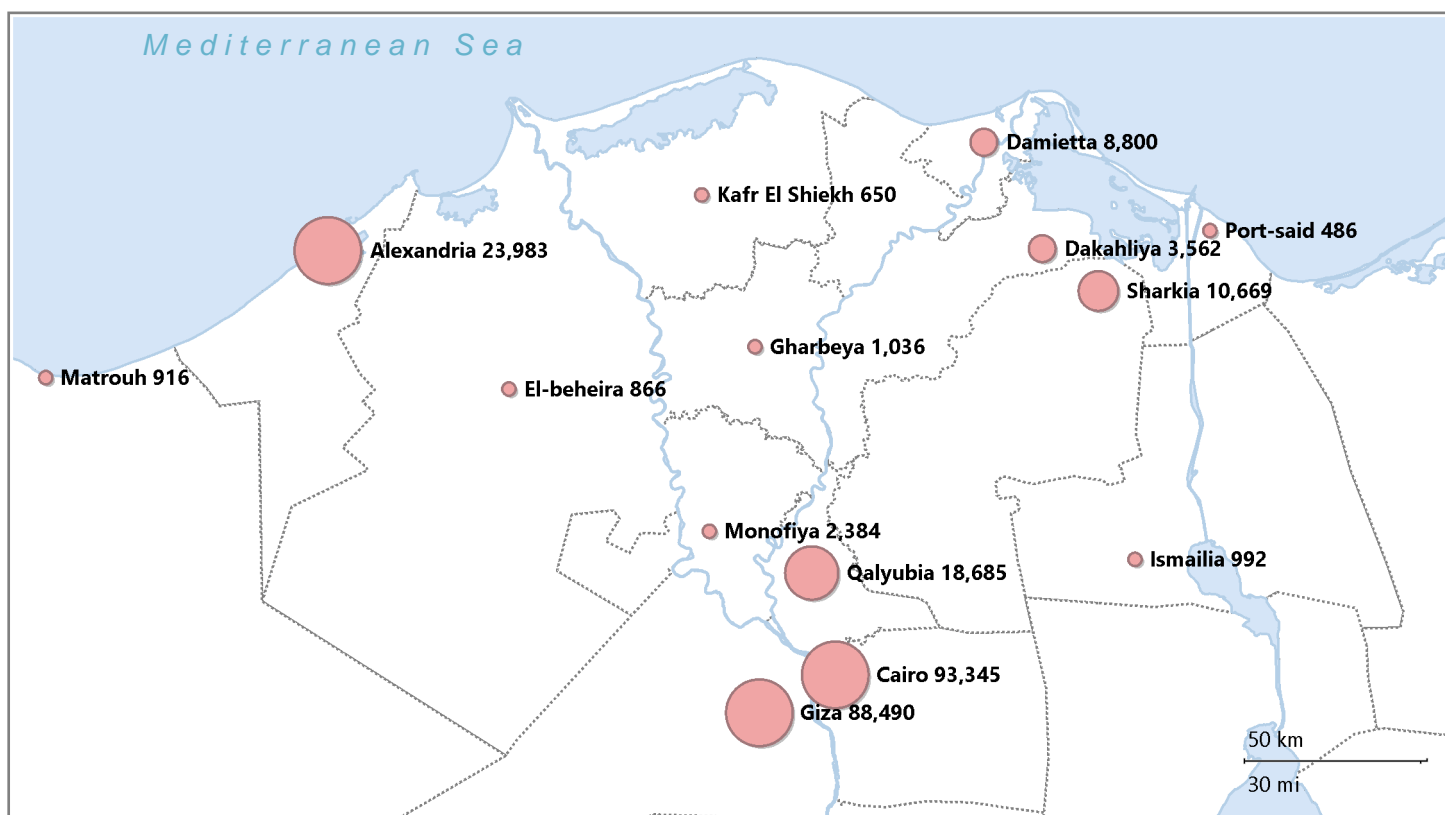 Mediterranean Sea
Damietta 8,800
Kafr El Shiekh 650
Port-said 486
Alexandria 23,983
Dakahliya 3,562
Sharkia 10,669
Gharbeya 1,036
Matrouh 916
El-beheira 866
Monofiya 2,384
Ismailia 992
Qalyubia 18,685
Cairo 93,345
Giza 88,490
50 km
30 mi